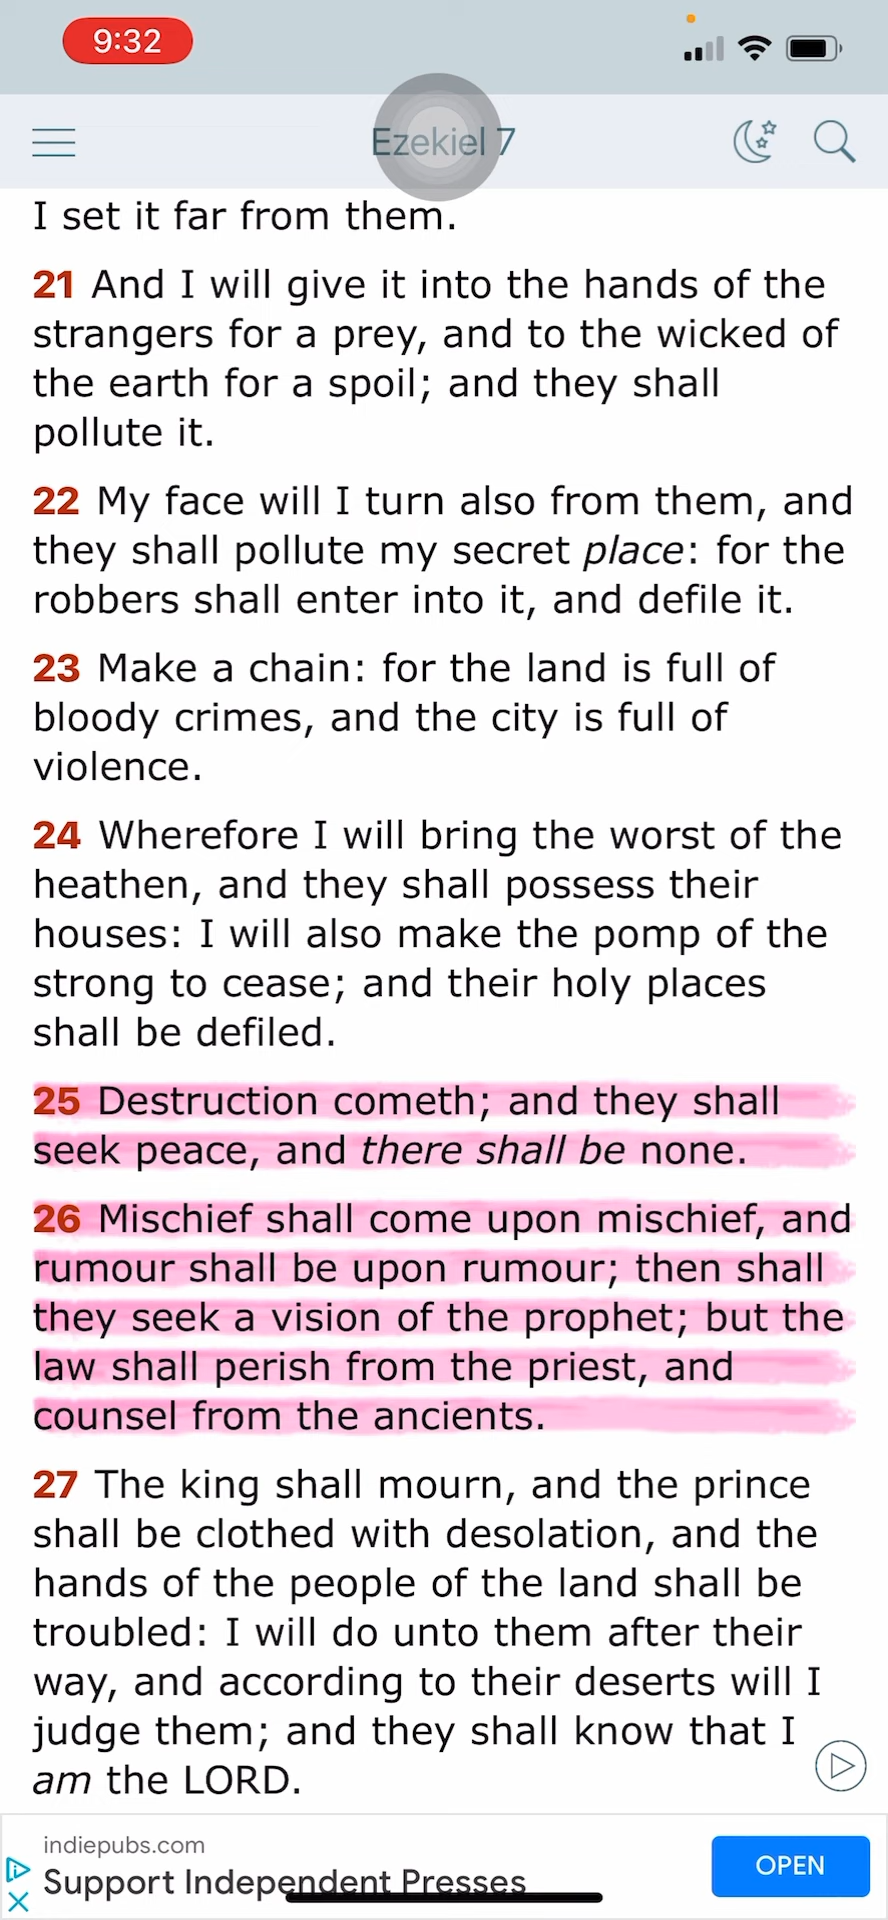 9:32
Ezekiel 7
I set it far from them.
21 And I will give it into the hands of the
strangers for a prey, and to the wicked of
the earth for a spoil; and they shall
pollute it.
22 My face will I turn also from them, and
they shall pollute my secret place: for the
robbers shall enter into it, and defile it.
23 Make a chain: for the land is full of
bloody crimes, and the city is full of
violence.
24 Wherefore I will bring the worst of the
heathen, and they shall possess their
houses: I will also make the pomp of the
strong to cease; and their holy places
shall be defiled.
25 Destruction cometh; and they shall
seek peace, and there shall be none.
26 Mischief shall come upon mischief, and
rumour shall be upon rumour; then shall
they seek a vision of the prophet; but the
law shall perish from the priest, and
counsel from the ancients.
27 The king shall mourn, and the prince
shall be clothed with desolation, and the
hands of the people of the land shall be
troubled: I will do unto them after their
way, and according to their deserts will I
judge them; and they shall know that I
am the LORD.
indiepubs.com
Support Independent Presses
OPEN